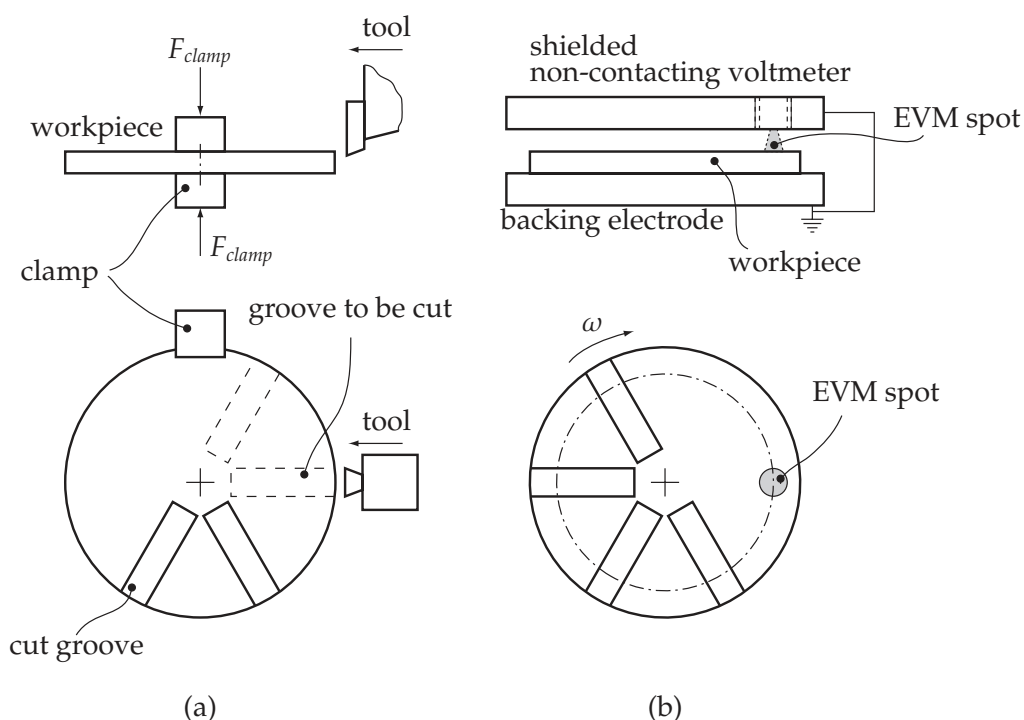 tool
F_clamp
workpiece
F_clamp
clamp
groove to be cut
tool
cut groove
(a)
shielded
non-contacting voltmeter
EVM spot
backing electrode
workpiece
ω
EVM spot
(b)